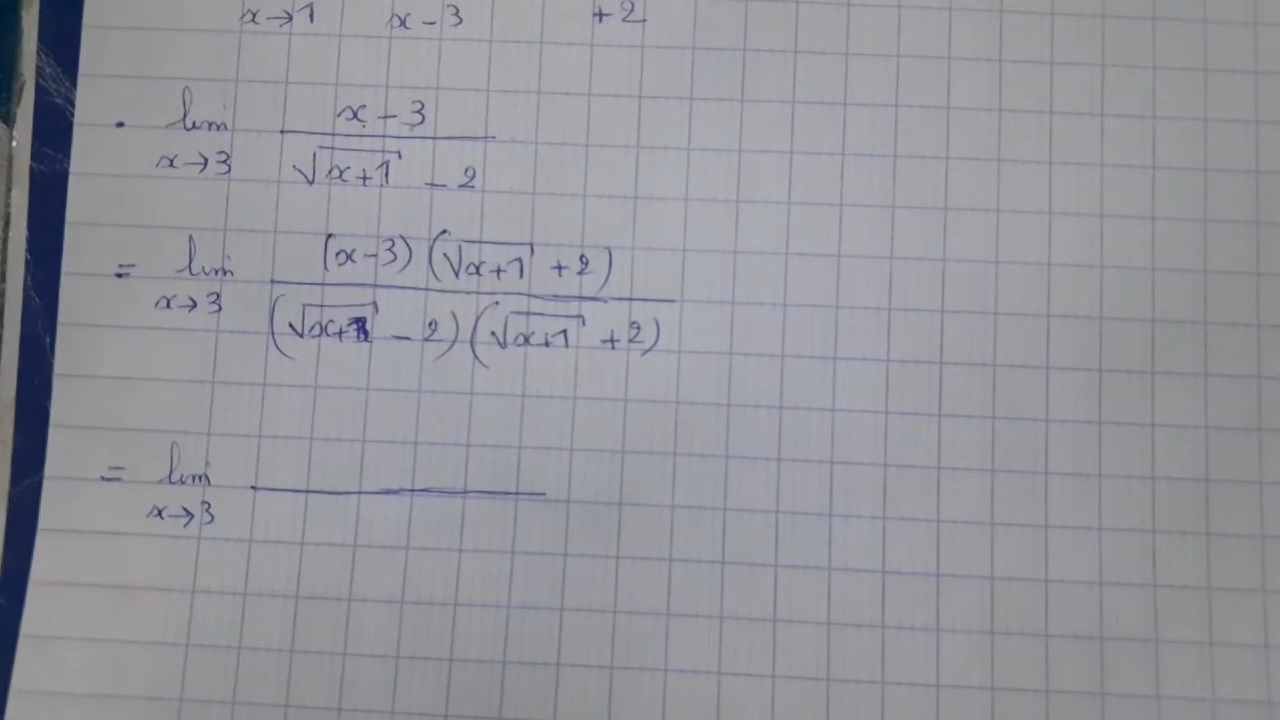 x→1 x-3 +2
• lim x-3
x→3 √x+1 - 2
= lim (x-3) (√x+1 +2)
x→3 (√x+1 - 2) (√x+1 +2)
= lim
x→3